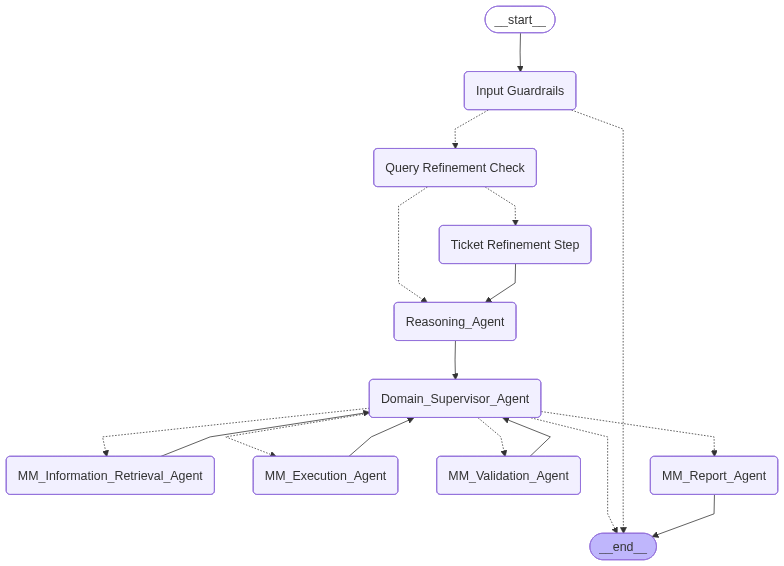 __start__
Input Guardrails
Query Refinement Check
Ticket Refinement Step
Reasoning_Agent
Domain_Supervisor_Agent
MM_Information_Retrieval_Agent
MM_Execution_Agent
MM_Validation_Agent
MM_Report_Agent
__end__